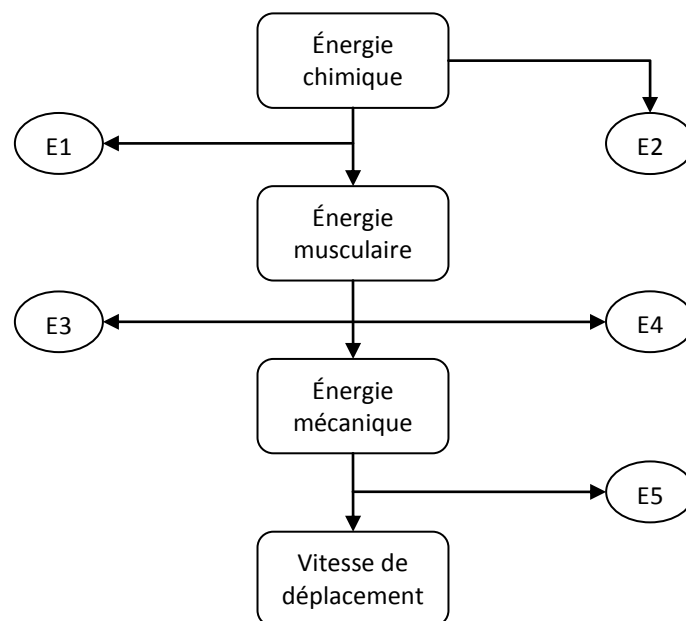 Énergie
chimique
E1
E2
Énergie
musculaire
E3
E4
Énergie
mécanique
E5
Vitesse de
déplacement